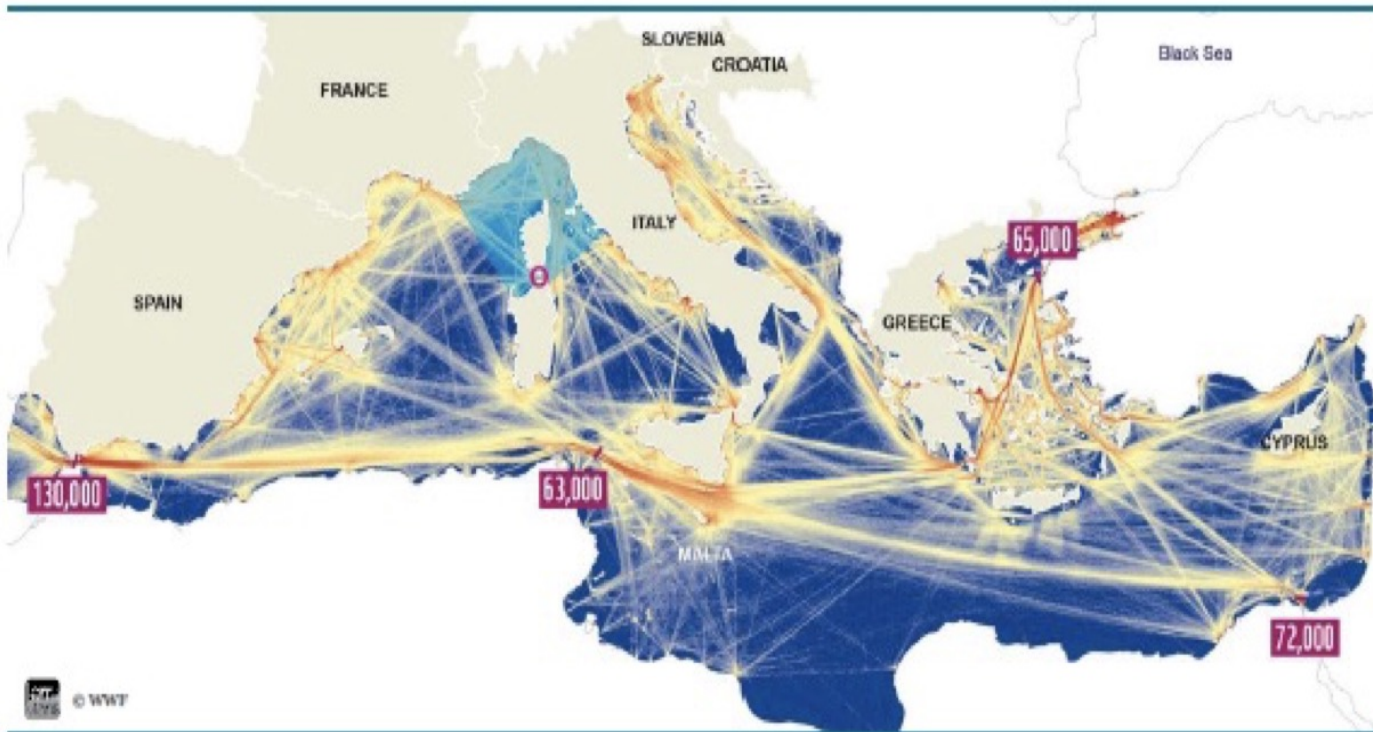 SLOVENIA
CROATIA
Black Sea
FRANCE
ITALY
65,000
SPAIN
GREECE
CYPRUS
130,000
63,000
MALTA
72,000
© WWF